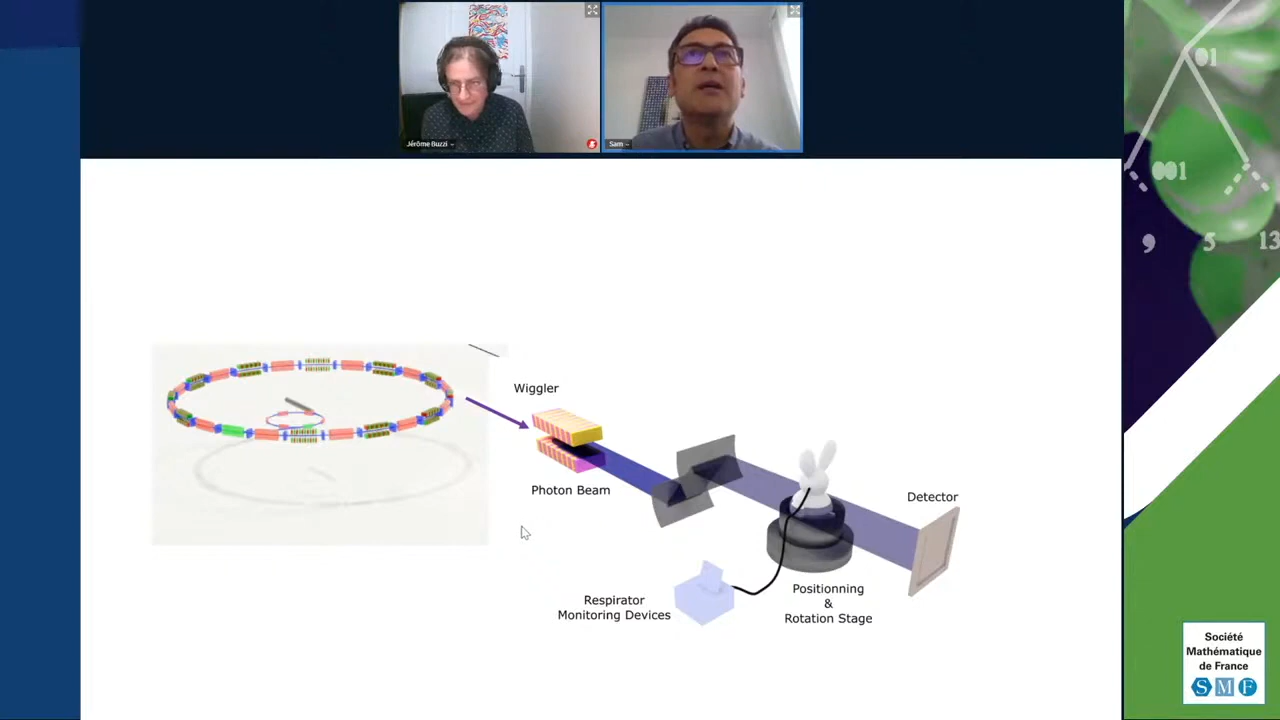 Jérôme Buzzi
Sam
01
001
9 5 13
Wiggler
Photon Beam
Detector
Respirator
Monitoring Devices
Positionning
&
Rotation Stage
Société
Mathématique
de France
S M F